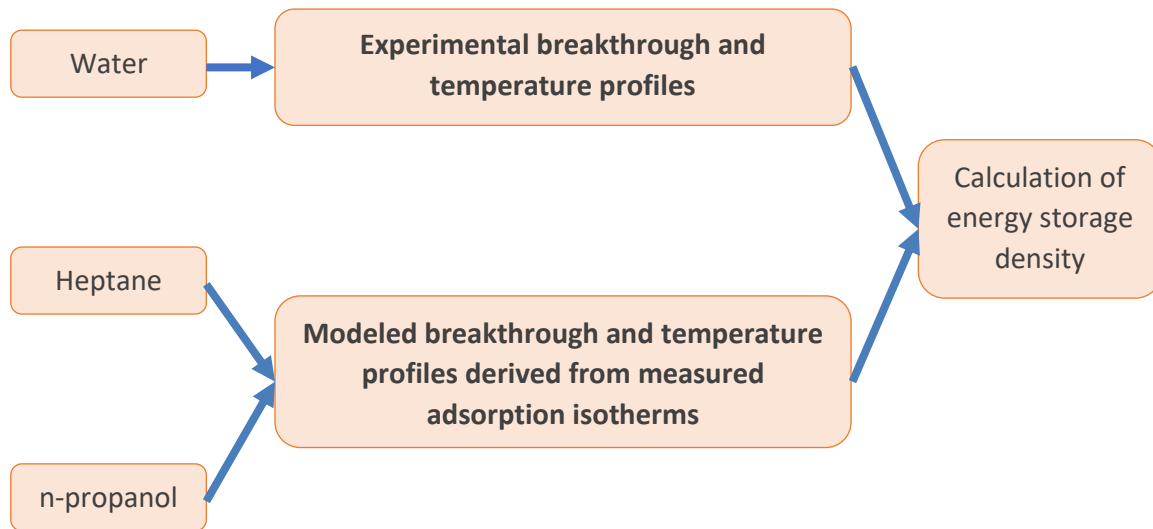 Water
Experimental breakthrough and
temperature profiles
Calculation of
energy storage
density
Heptane
Modeled breakthrough and temperature
profiles derived from measured
adsorption isotherms
n-propanol